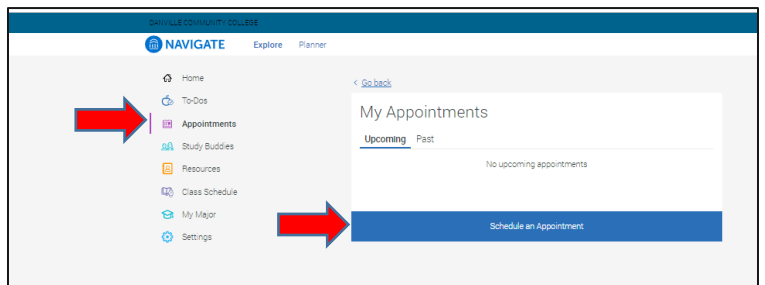 DANVILLE COMMUNITY COLLEGE
NAVIGATE Explore Planner
Home
To-Dos
Appointments
Study Buddies
Resources
Class Schedule
My Major
Settings
< Go back
My Appointments
Upcoming Past
No upcoming appointments
Schedule an Appointment